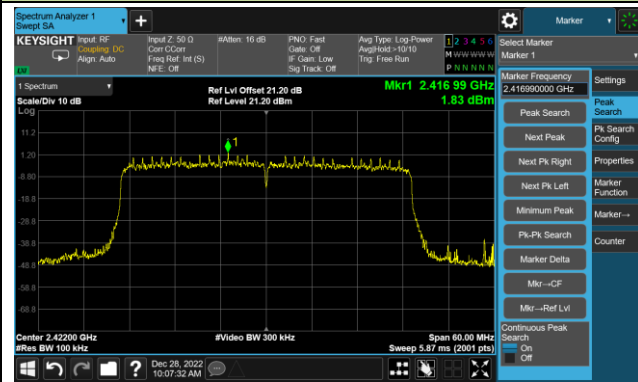 Spectrum Analyzer 1
Swept SA
+
Marker
KEYSIGHT
Input: RF
Coupling: DC
Align: Auto
Input Z: 50 Ω
Corr CCorr
Freq Ref: Int (S)
NFE: Off
#Atten: 16 dB
PNO: Fast
Gate: Off
IF Gain: Low
Sig Track: Off
Avg Type: Log-Power
Avg|Hold:>10/10
Trig: Free Run
1 2 3 4 5 6
M W W W W W
P N N N N N
LXI
Select Marker
Marker 1
1 Spectrum
Scale/Div 10 dB
Log
Ref Lvl Offset 21.20 dB
Ref Level 21.20 dBm
Mkr1 2.416 99 GHz
1.83 dBm
11.2
1.20
-8.80
-18.8
-28.8
-38.8
-48.8
-58.8
-68.8
1
Center 2.42200 GHz
#Res BW 100 kHz
#Video BW 300 kHz
Span 60.00 MHz
Sweep 5.87 ms (2001 pts)
Marker Frequency
2.416990000 GHz
Peak Search
Next Peak
Next Pk Right
Next Pk Left
Minimum Peak
Pk-Pk Search
Marker Delta
Mkr→CF
Mkr→Ref Lvl
Continuous Peak
Search
On
Off
Settings
Peak
Search
Pk Search
Config
Properties
Marker
Function
Marker→
Counter
?
Dec 28, 2022
10:07:32 AM